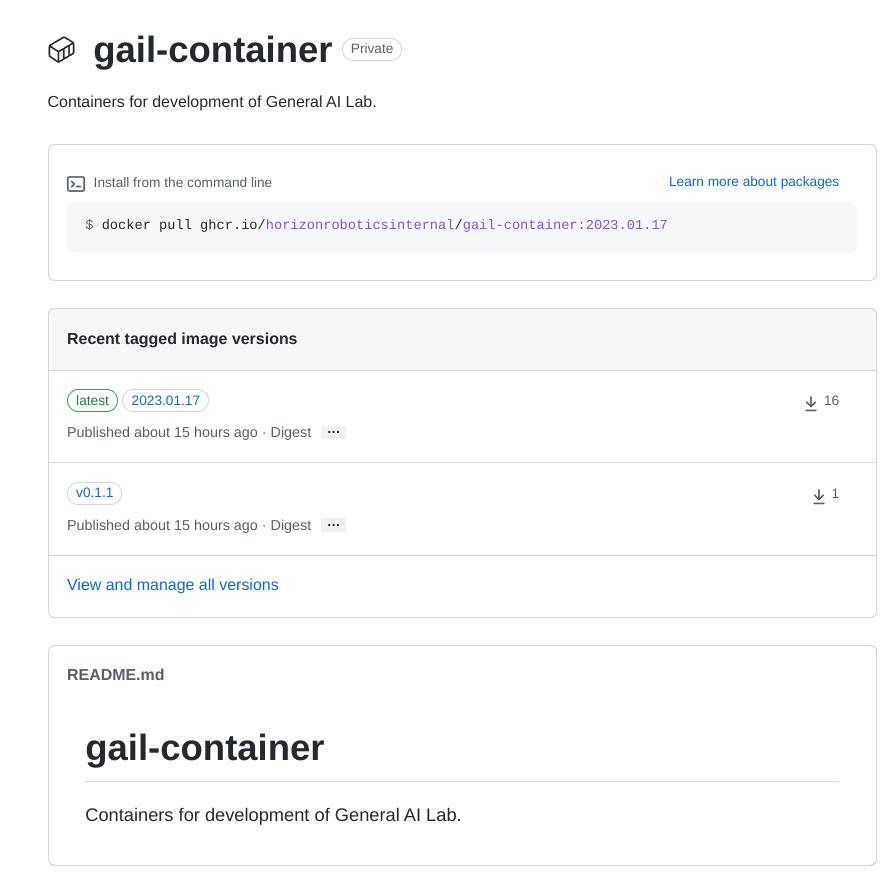 gail-container Private
Containers for development of General AI Lab.
Install from the command line Learn more about packages
$ docker pull ghcr.io/horizonroboticsinternal/gail-container:2023.01.17
Recent tagged image versions
latest 2023.01.17 16
Published about 15 hours ago · Digest ...
v0.1.1 1
Published about 15 hours ago · Digest ...
View and manage all versions
README.md
gail-container
Containers for development of General AI Lab.